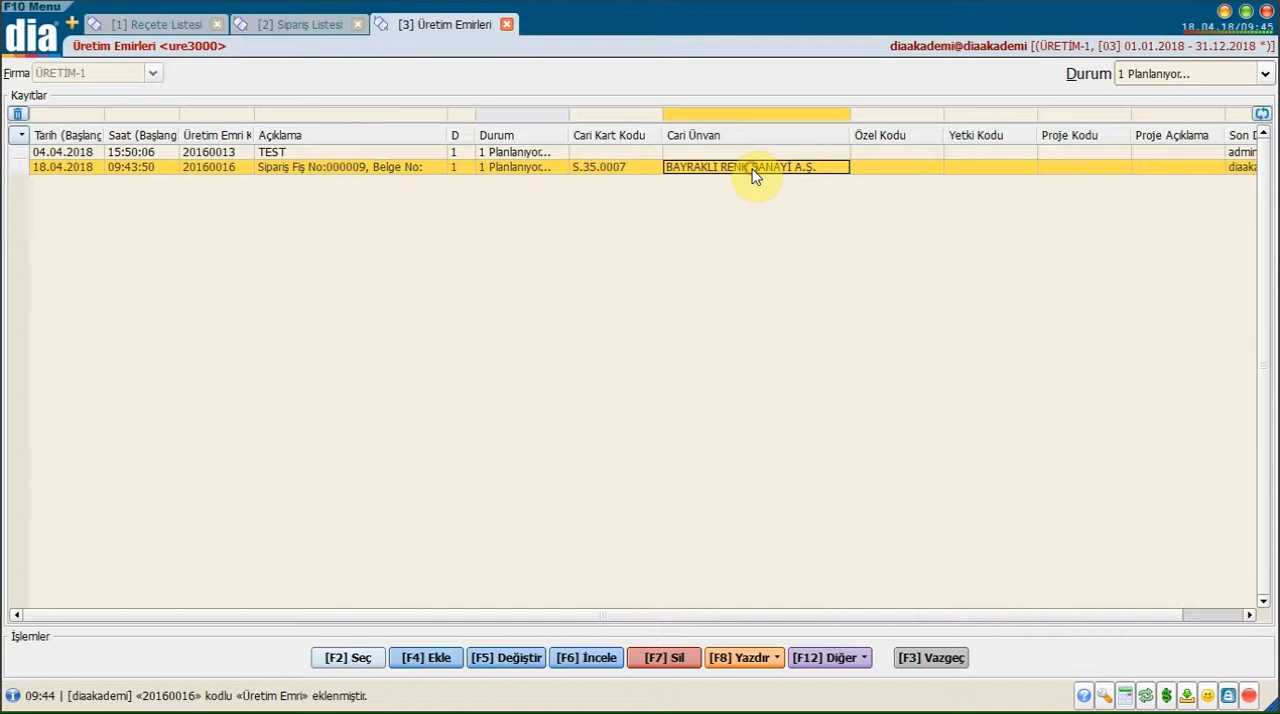 F10 Menu
dia
[1] Reçete Listesi
[2] Sipariş Listesi
[3] Üretim Emirleri
18.04.18/09:45
Üretim Emirleri <ure3000>
diaakademi@diaakademi [(ÜRETİM-1, [03] 01.01.2018 - 31.12.2018 *)]
Firma ÜRETİM-1
Durum 1 Planlanıyor...
Kayıtlar
Tarih (Başlang Saat (Başlang Üretim Emri K Açıklama D Durum Cari Kart Kodu Cari Ünvan Özel Kodu Yetki Kodu Proje Kodu Proje Açıklama Son D
04.04.2018 15:50:06 20160013 TEST 1 1 Planlanıyor... admin
18.04.2018 09:43:50 20160016 Sipariş Fiş No:000009, Belge No: 1 1 Planlanıyor... S.35.0007 BAYRAKLI RENK SANAYİ A.Ş. diaaka
İşlemler
[F2] Seç [F4] Ekle [F5] Değiştir [F6] İncele [F7] Sil [F8] Yazdır [F12] Diğer [F3] Vazgeç
09:44 | [diaakademi] «20160016» kodlu «Üretim Emri» eklenmiştir.